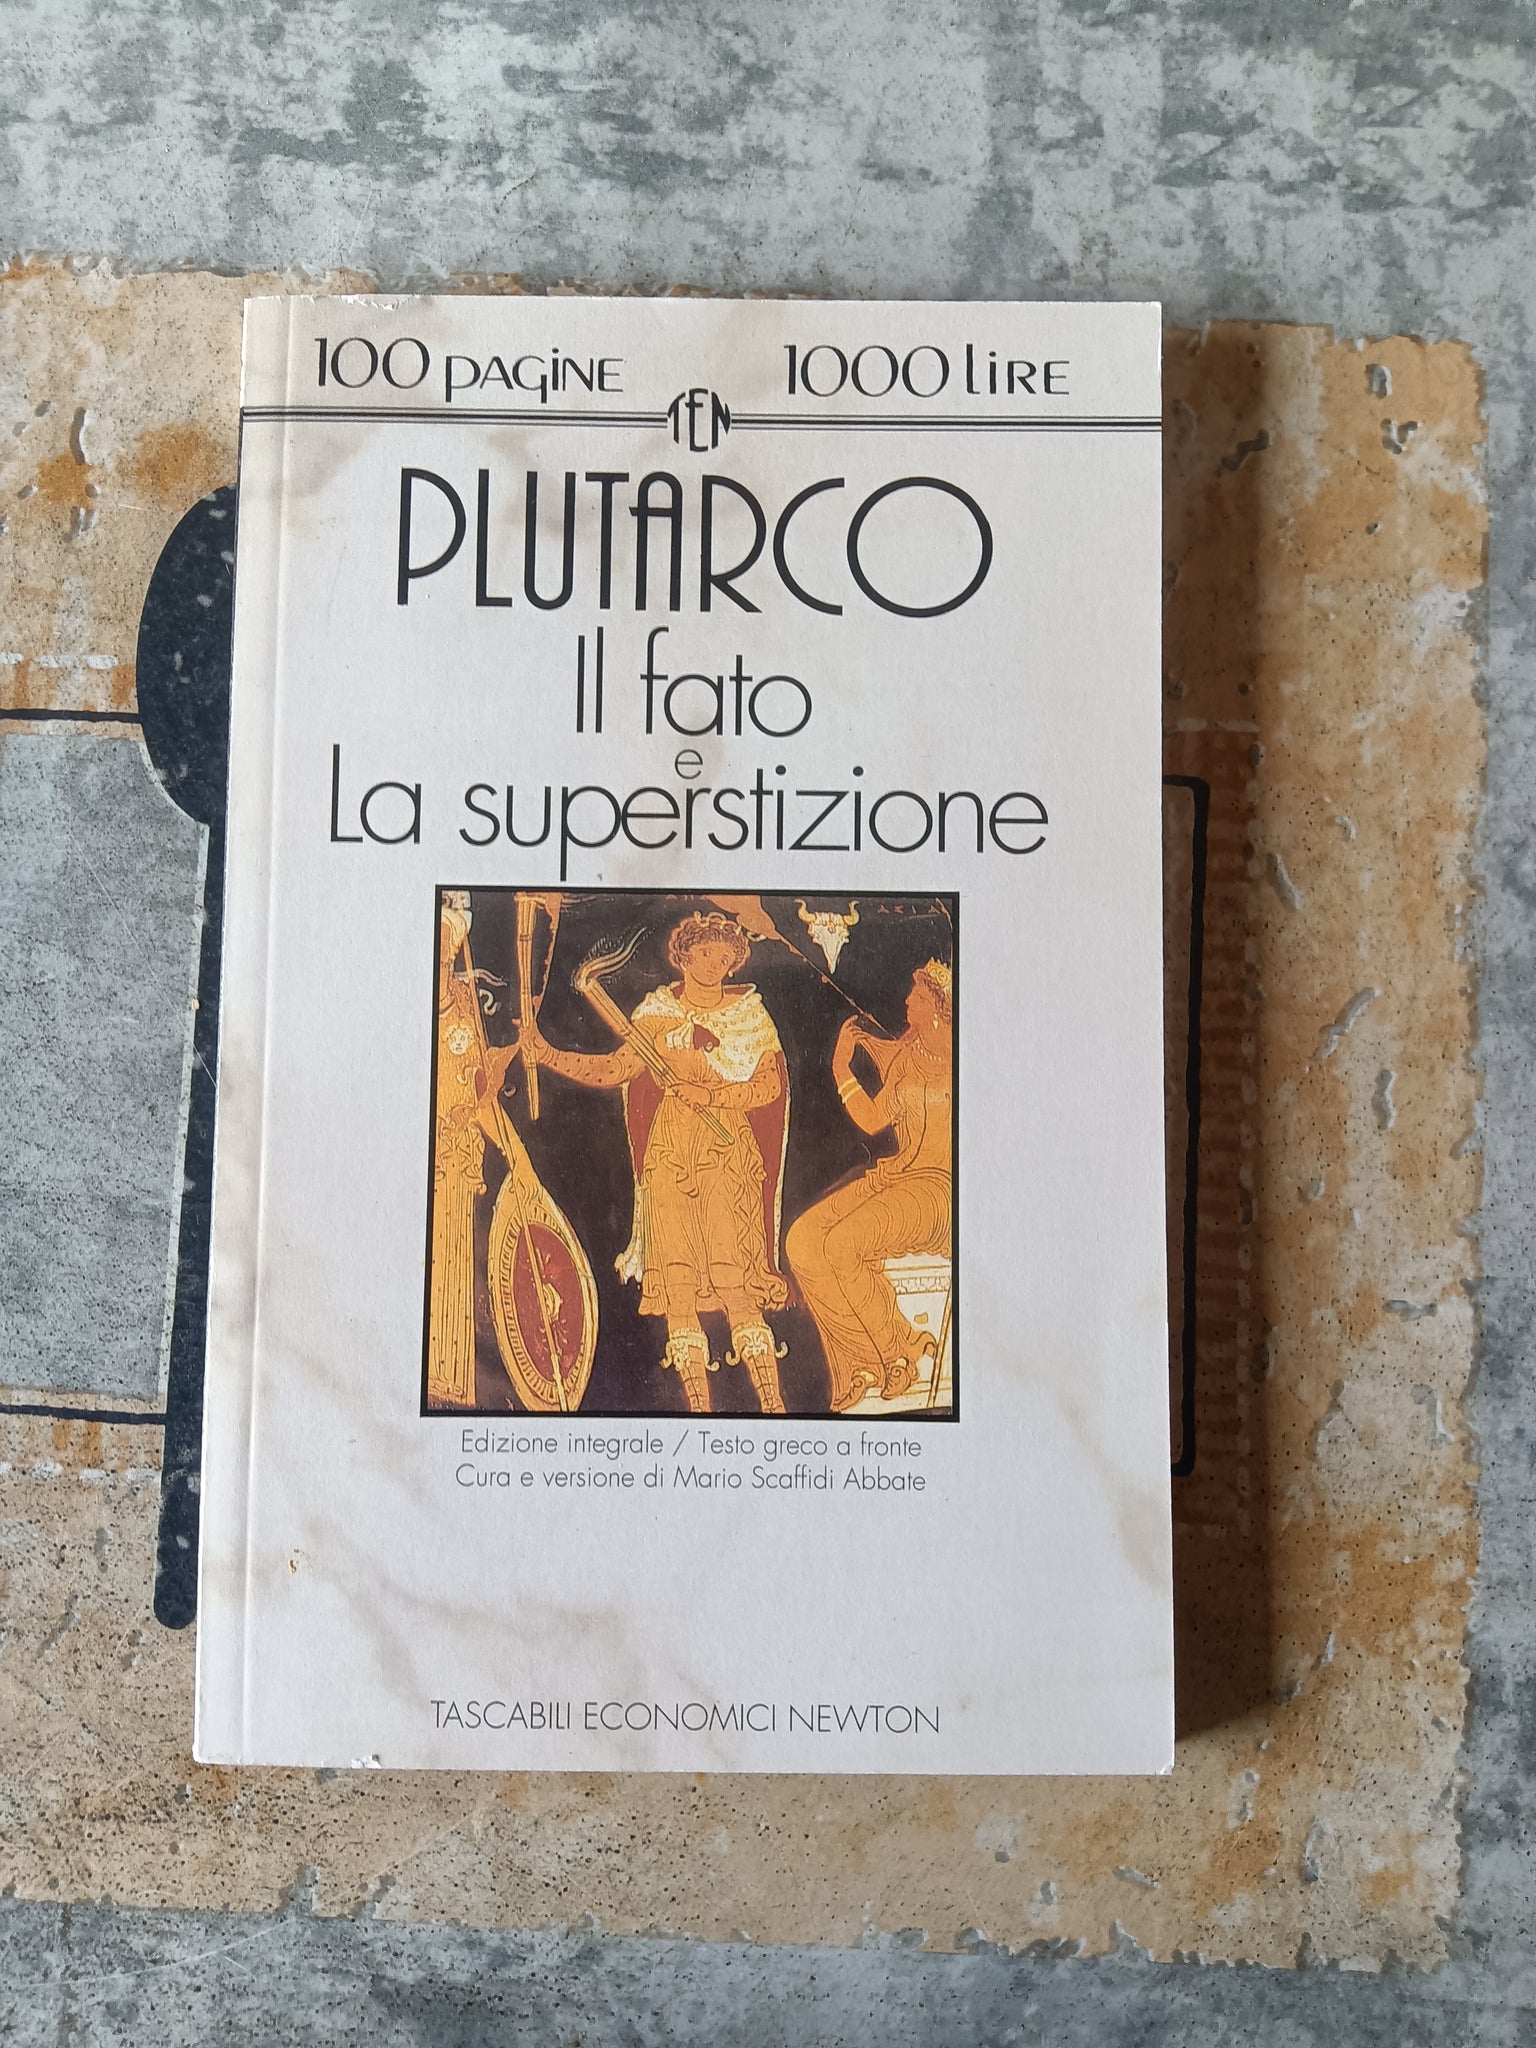 100 pagine 1000 lire
TEN
PLUTARCO
Il fato
e
La superstizione
ASIA
Edizione integrale / Testo greco a fronte
Cura e versione di Mario Scaffidi Abbate
TASCABILI ECONOMICI NEWTON